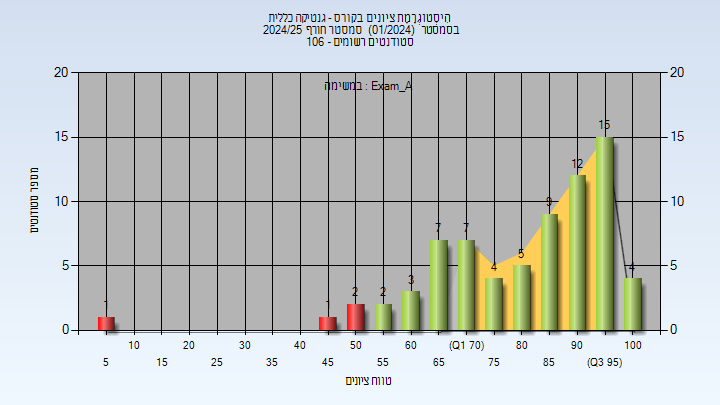 היסטוגרמת ציונים בקורס - גנטיקה כללית
בסמסטר (01/2024) סמסטר חורף 2024/25
סטודנטים רשומים - 106
במשימה : Exam_A
20 20
15 15
10 10
5 5
0 0
1 1 2 2 3 7 7 4 5 9 12 15 4
מספר סטודנטים
10 20 30 40 50 60 (Q1 70) 80 90 100
5 15 25 35 45 55 65 75 85 (Q3 95)
טווח ציונים